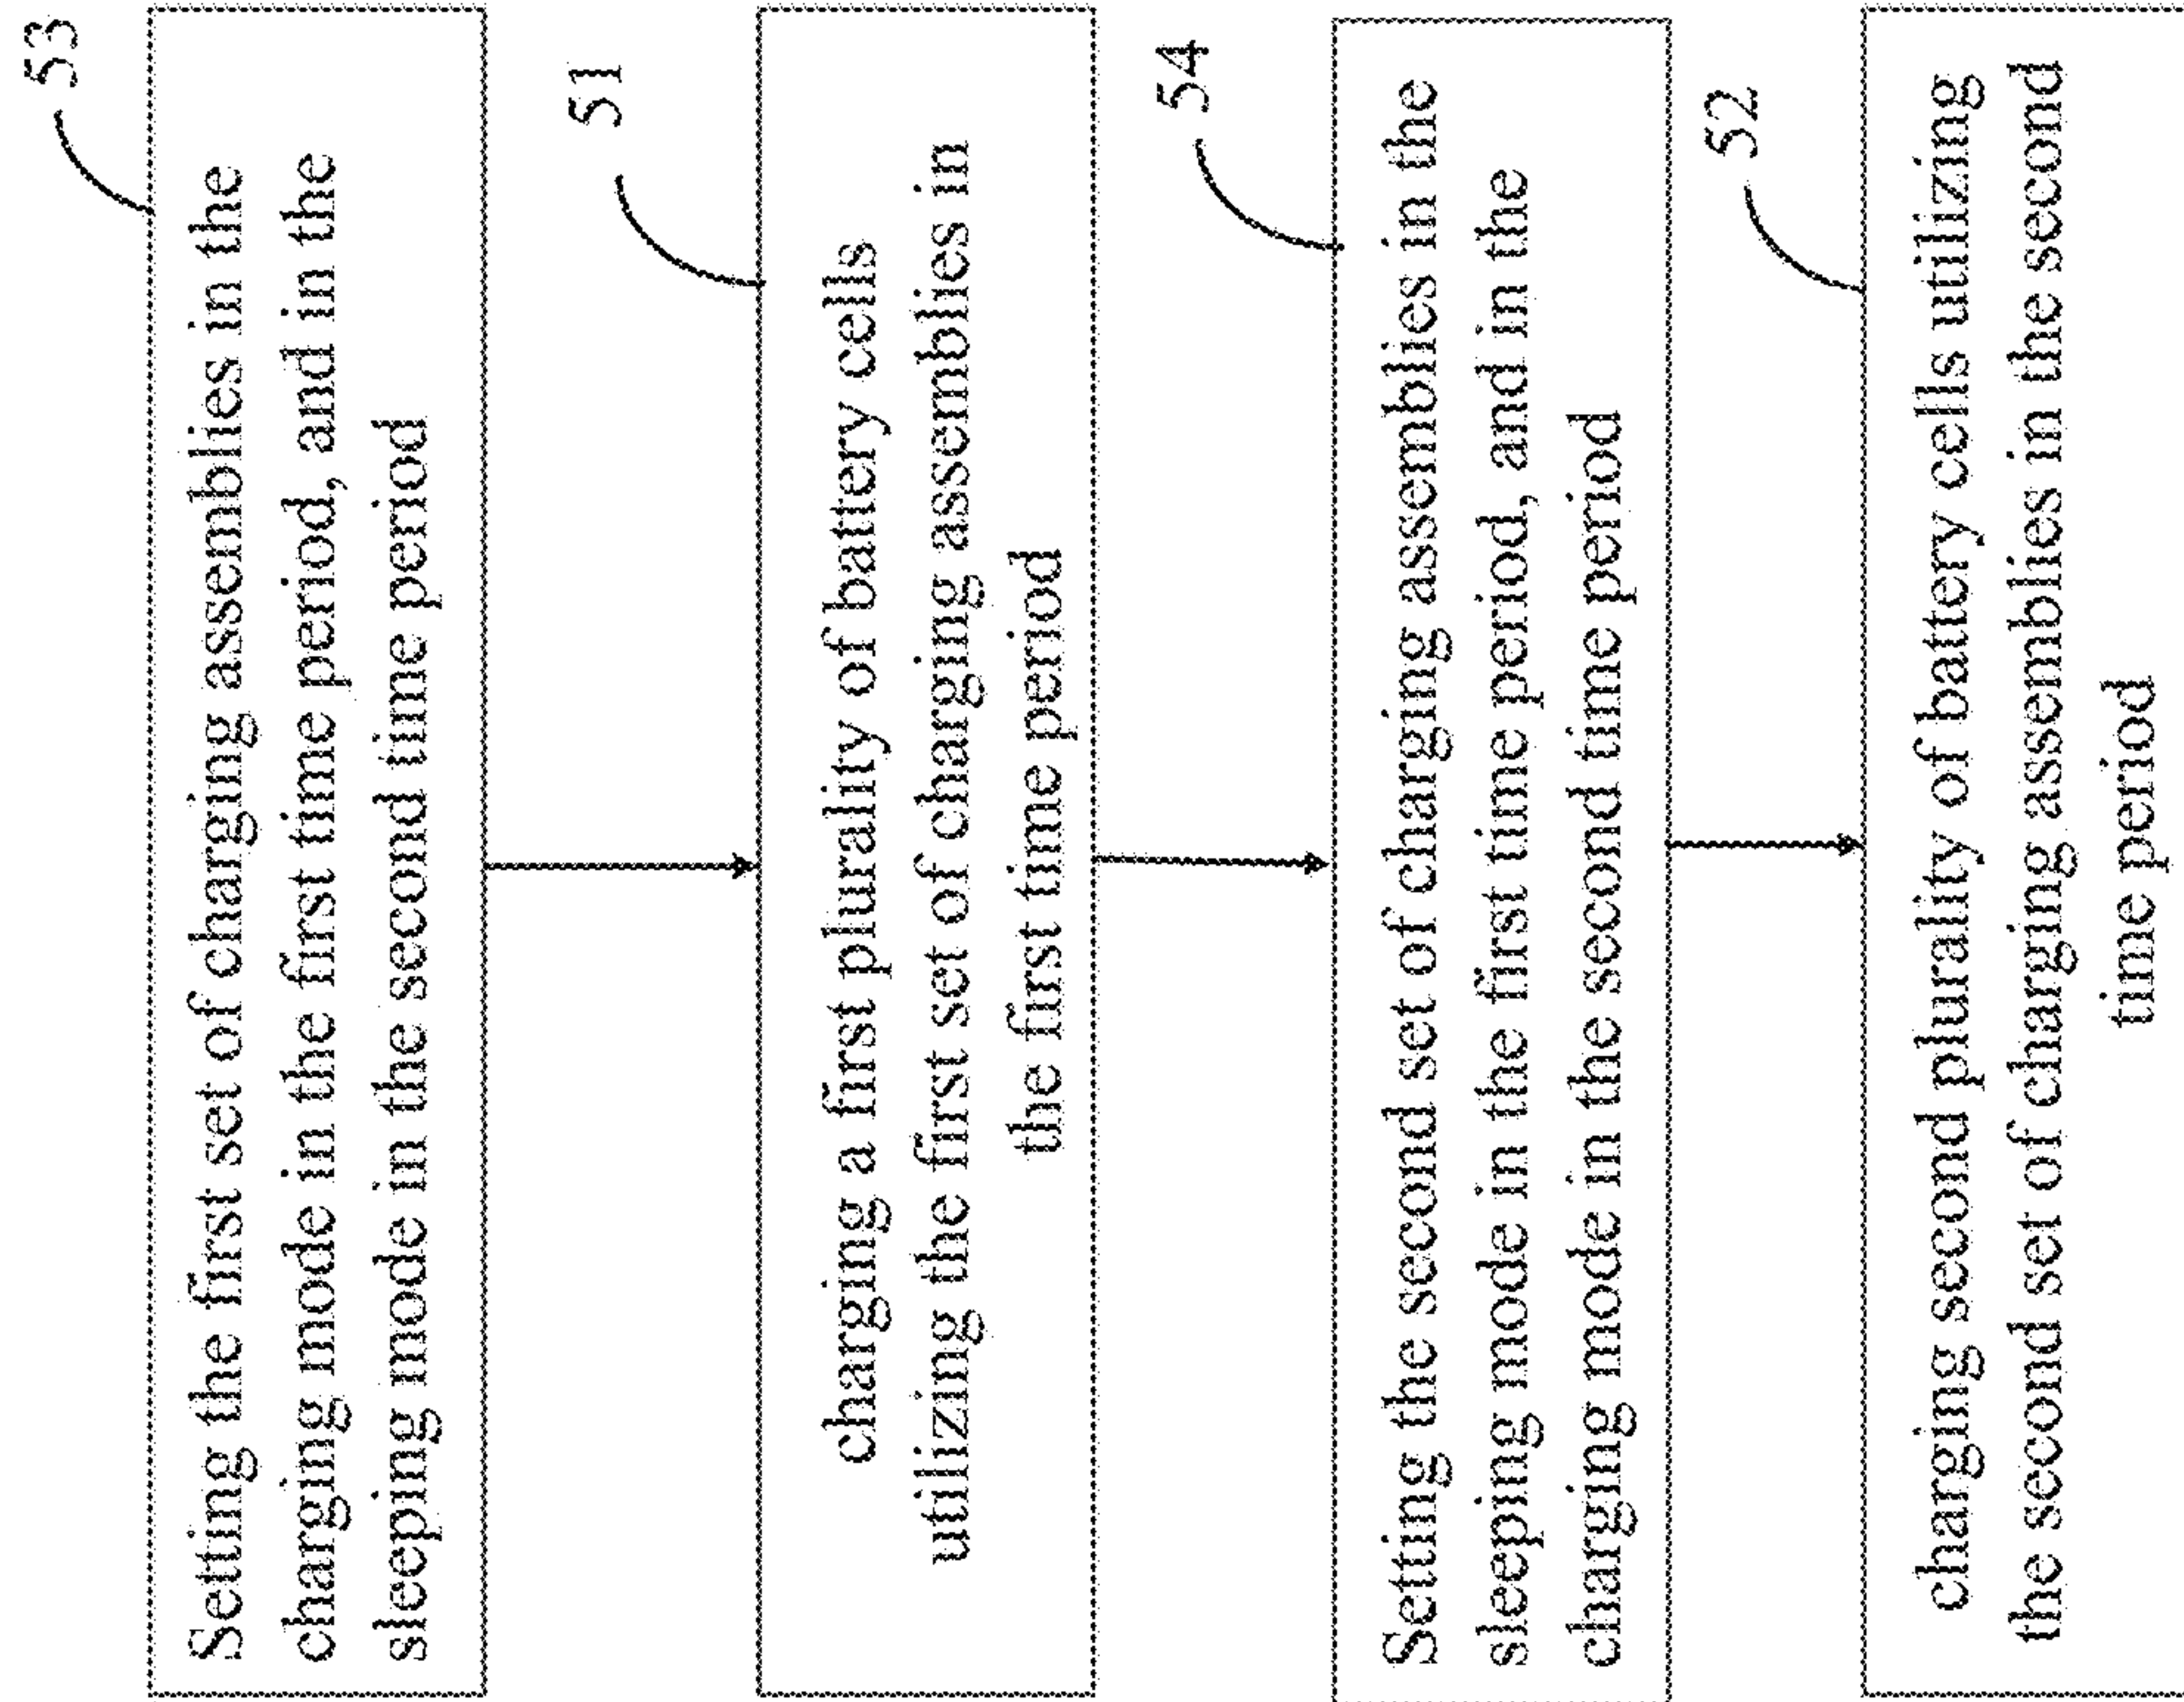 53
Setting the first set of charging assemblies in the
charging mode in the first time period, and in the
sleeping mode in the second time period
51
charging a first plurality of battery cells
utilizing the first set of charging assemblies in
the first time period
54
Setting the second set of charging assemblies in the
sleeping mode in the first time period, and in the
charging mode in the second time period
52
charging second plurality of battery cells utilizing
the second set of charging assemblies in the second
time period